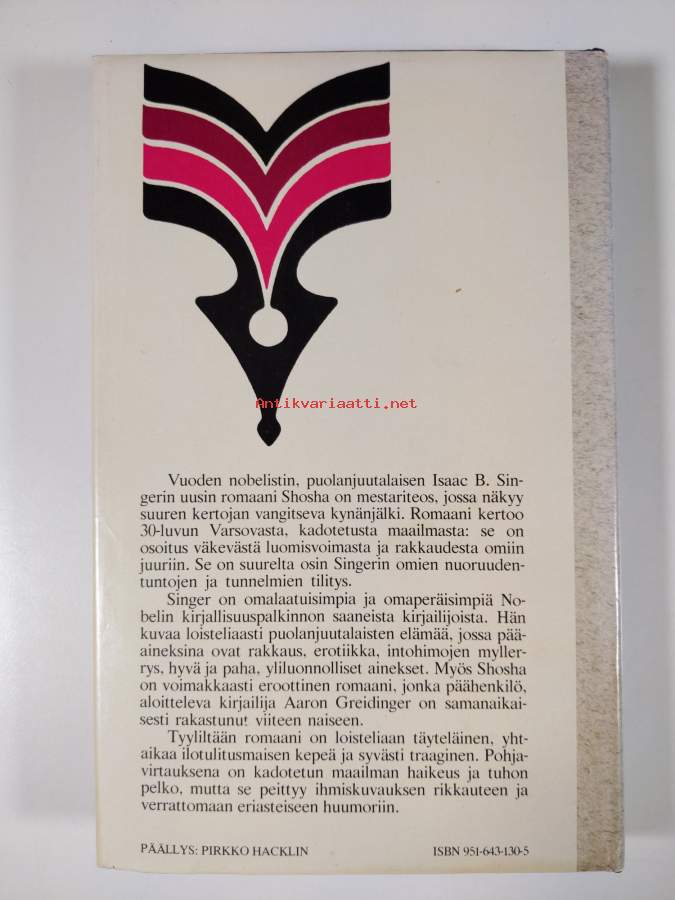 Antikvariaatti.net
Vuoden nobelistin, puolanjuutalaisen Isaac B. Sin-
gerin uusin romaani Shosha on mestariteos, jossa näkyy
suuren kertojan vangitseva kynänjälki. Romaani kertoo
30-luvun Varsovasta, kadotetusta maailmasta: se on
osoitus väkevästä luomisvoimasta ja rakkaudesta omiin
juuriin. Se on suurelta osin Singerin omien nuoruuden-
tuntojen ja tunnelmien tilitys.
Singer on omalaatuisimpia ja omaperäisimpiä No-
belin kirjallisuuspalkinnon saaneista kirjailijoista. Hän
kuvaa loisteliaasti puolanjuutalaisten elämää, jossa pää-
aineksina ovat rakkaus, erotiikka, intohimojen myller-
rys, hyvä ja paha, yliluonnolliset ainekset. Myös Shosha
on voimakkaasti eroottinen romaani, jonka päähenkilö,
aloitteleva kirjailija Aaron Greidinger on samanaikai-
sesti rakastunut viiteen naiseen.
Tyyliltään romaani on loisteliaan täyteläinen, yht-
aikaa ilotulitusmaisen kepeä ja syvästi traaginen. Pohja-
virtauksena on kadotetun maailman haikeus ja tuhon
pelko, mutta se peittyy ihmiskuvauksen rikkauteen ja
verrattomaan eriasteiseen huumoriin.
PÄÄLLYS: PIRKKO HACKLIN ISBN 951-643-130-5